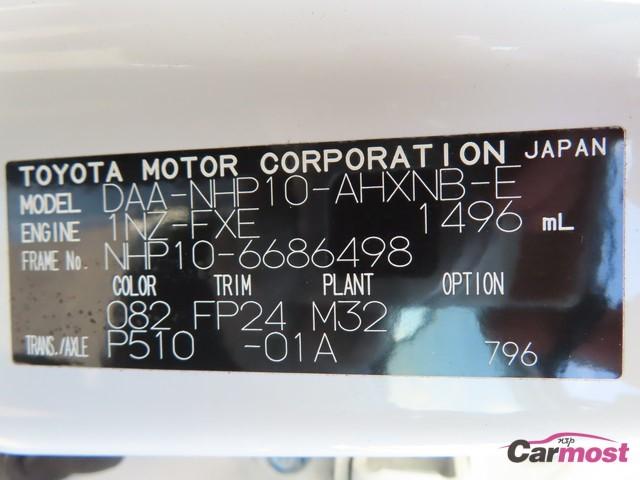 TOYOTA MOTOR CORPORATION JAPAN
MODEL DAA-NHP10-AHXNB-E
ENGINE 1NZ-FXE 1496 mL
FRAME No. NHP10-6686498
COLOR TRIM PLANT OPTION
082 FP24 M32
TRANS./AXLE P510 -01A 796
nzp
Carmost